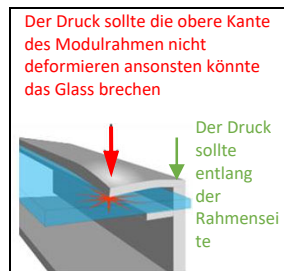 Der Druck sollte die obere Kante
des Modulrahmen nicht
deformieren ansonsten könnte
das Glass brechen
Der Druck
sollte
entlang
der
Rahmensei
te